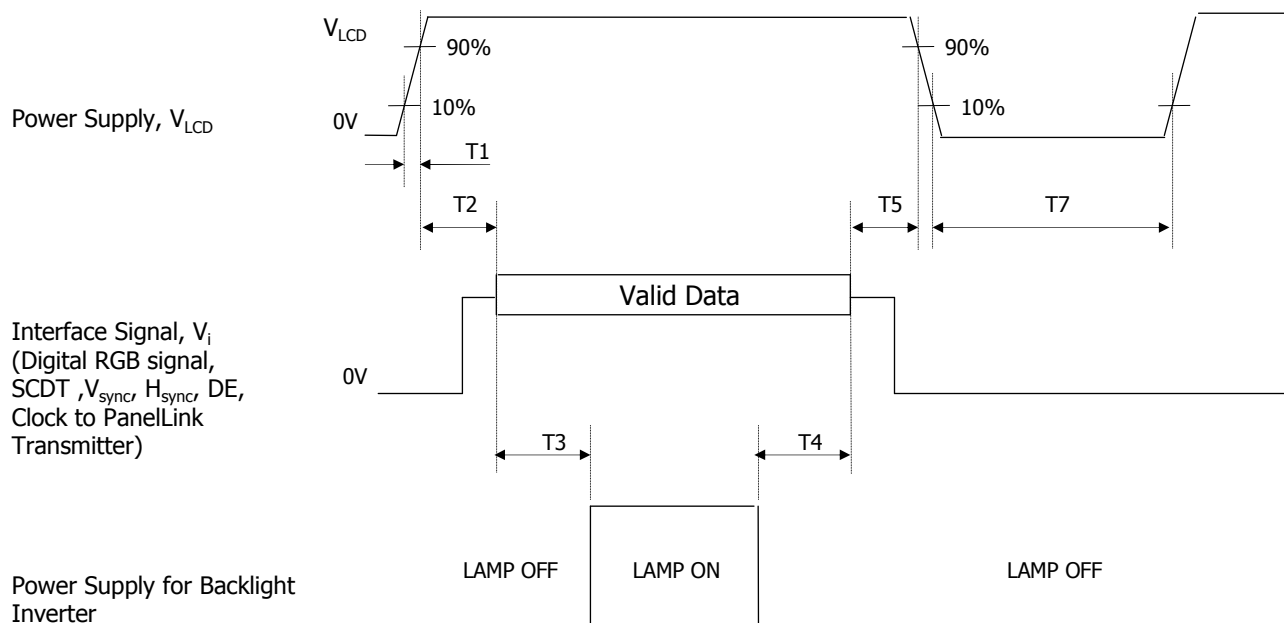 V_LCD
90%
90%
10%
10%
Power Supply, V_LCD
0V
T1
T2
T5
T7
Valid Data
Interface Signal, V_i
(Digital RGB signal,
SCDT ,V_sync, H_sync, DE,
Clock to PanelLink
Transmitter)
0V
T3
T4
LAMP OFF
LAMP ON
LAMP OFF
Power Supply for Backlight
Inverter